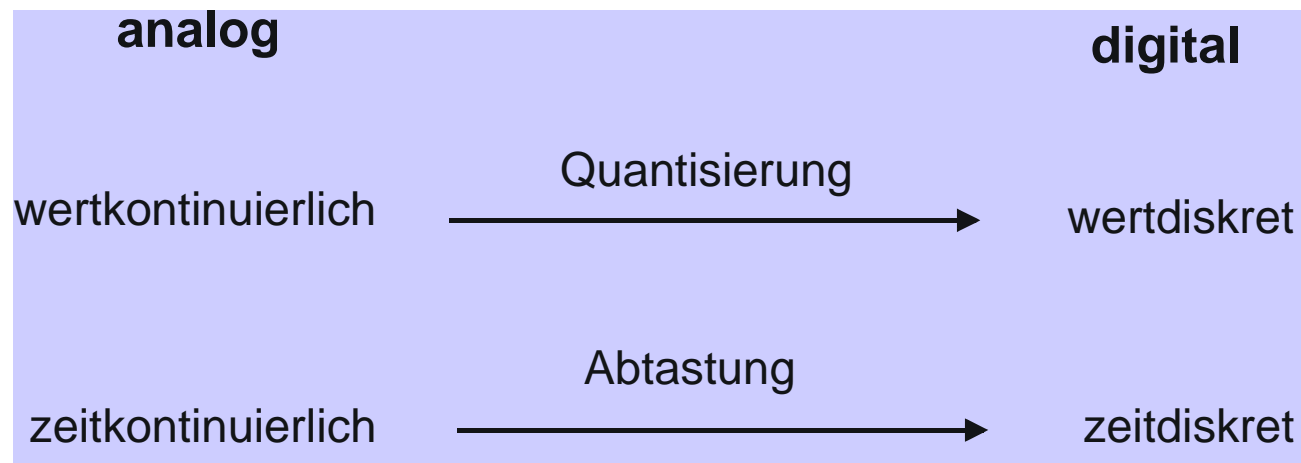 analog
digital
Quantisierung
wertkontinuierlich
wertdiskret
Abtastung
zeitkontinuierlich
zeitdiskret